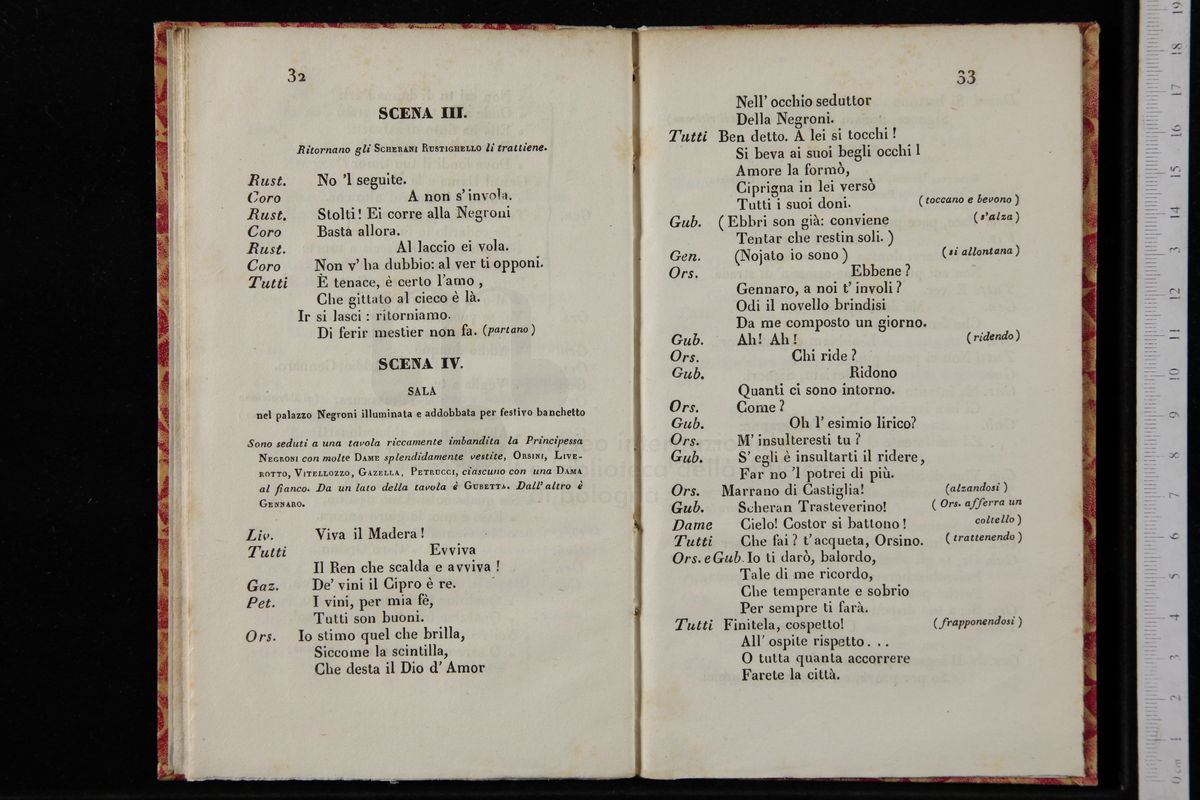 32
SCENA III.
Ritornano gli SCHERANI RUSTIGHELLO li trattiene.
Rust. No 'l seguite.
Coro A non s'invola.
Rust. Stolti! Ei corre alla Negroni
Coro Basta allora.
Rust. Al laccio ei vola.
Coro Non v' ha dubbio: al ver ti opponi.
Tutti È tenace, è certo l'amo ,
Che gittato al cieco è là.
Ir si lasci : ritorniamo.
Di ferir mestier non fa. (partano)
SCENA IV.
SALA
nel palazzo Negroni illuminata e addobbata per festivo banchetto
Sono seduti a una tavola riccamente imbandita la Principessa
NEGRONI con molte DAME splendidamente vestite, ORSINI, LIVE-
ROTTO, VITELLOZZO, GAZELLA, PETRUCCI, ciascuno con una DAMA
al fianco. Da un lato della tavola è GUBETTA. Dall' altro è
GENNARO.
Liv. Viva il Madera!
Tutti Evviva
Il Ren che scalda e avviva !
Gaz. De' vini il Cipro è re.
Pet. I vini, per mia fè,
Tutti son buoni.
Ors. Io stimo quel che brilla,
Siccome la scintilla,
Che desta il Dio d' Amor
33
Nell' occhio seduttor
Della Negroni.
Tutti Ben detto. A lei si tocchi !
Si beva ai suoi begli occhi l
Amore la formò,
Ciprigna in lei versò
Tutti i suoi doni. (toccano e bevono)
Gub. (Ebbri son già: conviene (s'alza)
Tentar che restin soli. )
Gen. (Nojato io sono ) (si allontana)
Ors. Ebbene ?
Gennaro, a noi t' involi ?
Odi il novello brindisi
Da me composto un giorno.
Gub. Ah! Ah! (ridendo)
Ors. Chi ride ?
Gub. Ridono
Quanti ci sono intorno.
Ors. Come ?
Gub. Oh l' esimio lirico?
Ors. M' insulteresti tu ?
Gub. S' egli è insultarti il ridere,
Far no 'l potrei di più.
Ors. Marrano di Castiglia! (alzandosi)
Gub. Scheran Trasteverino! (Ors. afferra un
Dame Cielo! Costor si battono ! coltello)
Tutti Che fai ? t'acqueta, Orsino. (trattenendo)
Ors. e Gub. Io ti darò, balordo,
Tale di me ricordo,
Che temperante e sobrio
Per sempre ti farà.
Tutti Finitela, cospetto! (frapponendosi)
All' ospite rispetto . . .
O tutta quanta accorrere
Farete la città.